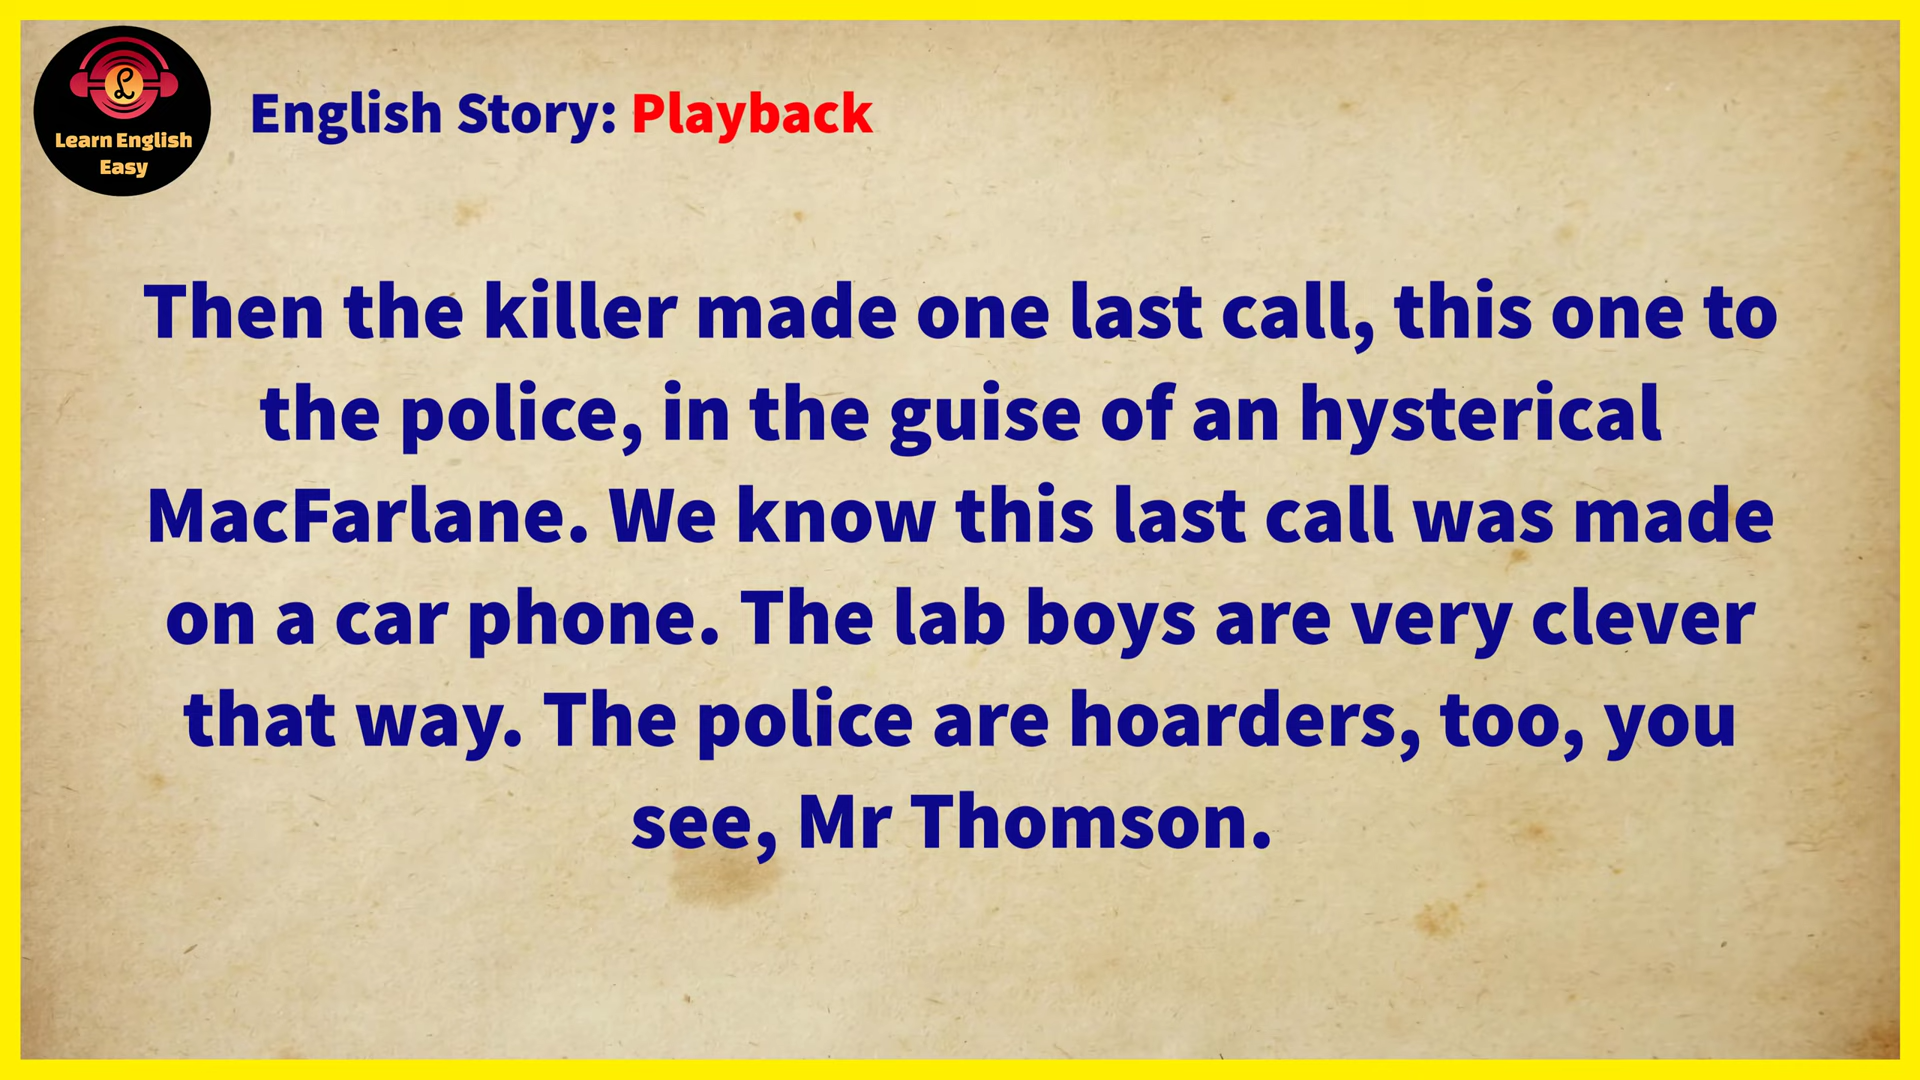 Learn English
Easy
English Story: Playback
Then the killer made one last call, this one to
the police, in the guise of an hysterical
MacFarlane. We know this last call was made
on a car phone. The lab boys are very clever
that way. The police are hoarders, too, you
see, Mr Thomson.